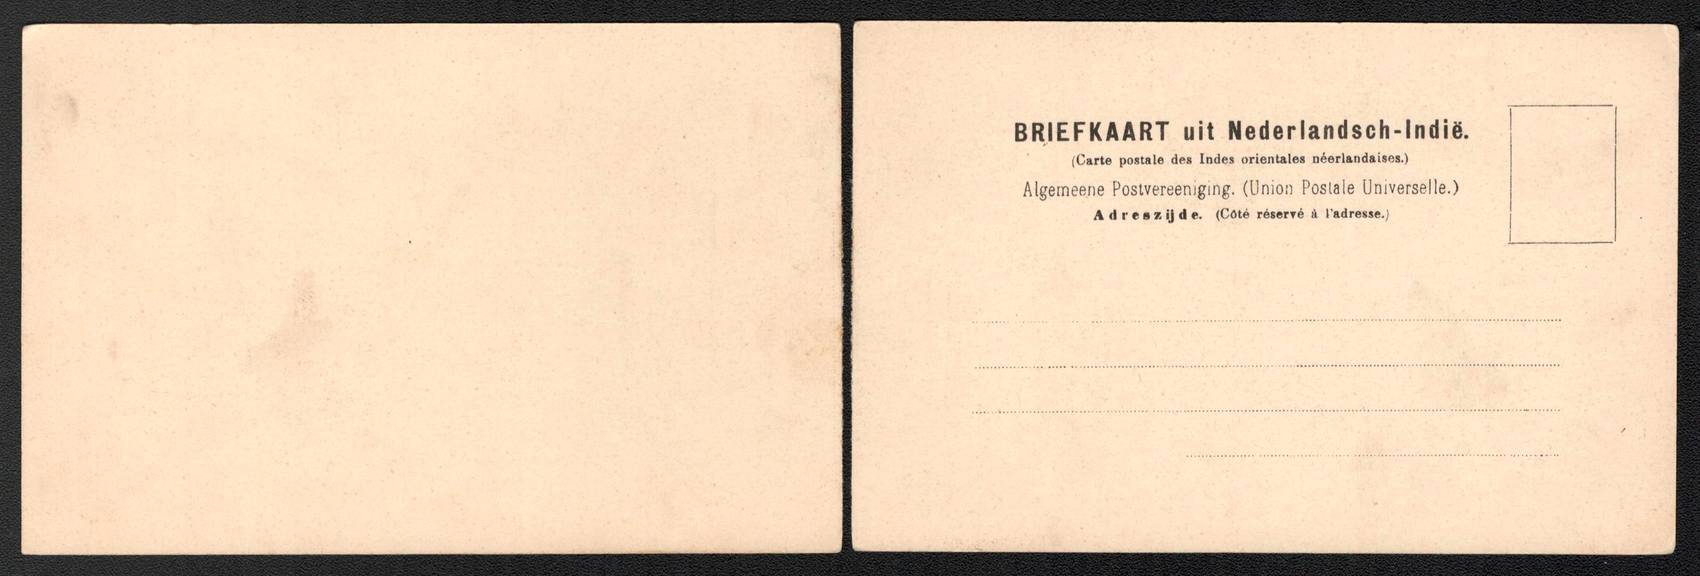 BRIEFKAART uit Nederlandsch-Indië.
(Carte postale des Indes orientales néerlandaises.)
Algemeene Postvereeniging. (Union Postale Universelle.)
Adreszijde. (Côté réservé à l'adresse.)